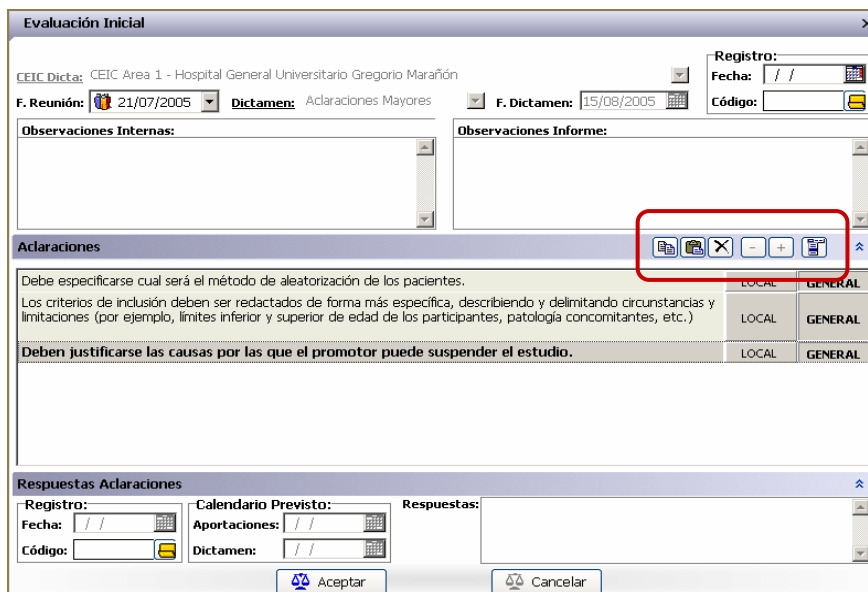 Evaluación Inicial
Registro:
CEIC Dicta: CEIC Area 1 - Hospital General Universitario Gregorio Marañón
Fecha: / /
F. Reunión: 21/07/2005 Dictamen: Aclaraciones Mayores F. Dictamen: 15/08/2005 Código:
Observaciones Internas: Observaciones Informe:
Aclaraciones
Debe especificarse cual será el método de aleatorización de los pacientes. LOCAL GENERAL
Los criterios de inclusión deben ser redactados de forma más específica, describiendo y delimitando circunstancias y
limitaciones (por ejemplo, límites inferior y superior de edad de los participantes, patología concomitantes, etc.) LOCAL GENERAL
Deben justificarse las causas por las que el promotor puede suspender el estudio. LOCAL GENERAL
Respuestas Aclaraciones
Registro: Calendario Previsto: Respuestas:
Fecha: / / Aportaciones: / /
Código: Dictamen: / /
Aceptar Cancelar